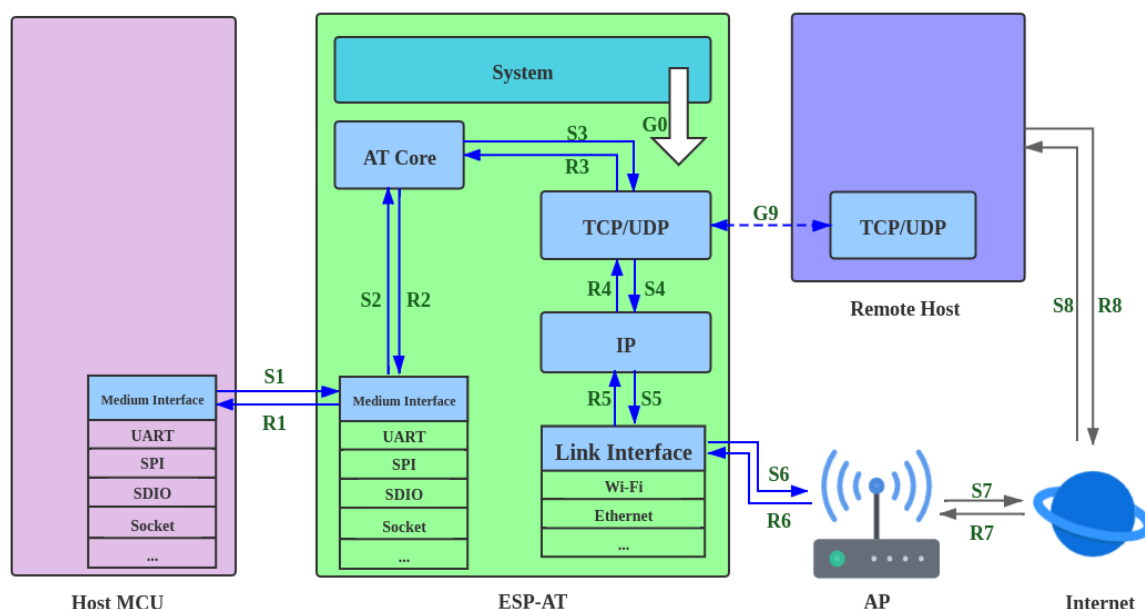 System
G0
AT Core
S3
R3
TCP/UDP
G9
TCP/UDP
R4
S4
S8
R8
Remote Host
S2
R2
IP
S1
R1
Medium Interface
UART
SPI
SDIO
Socket
...
Medium Interface
UART
SPI
SDIO
Socket
...
R5
S5
Link Interface
Wi-Fi
Ethernet
...
S6
R6
S7
R7
Host MCU
ESP-AT
AP
Internet